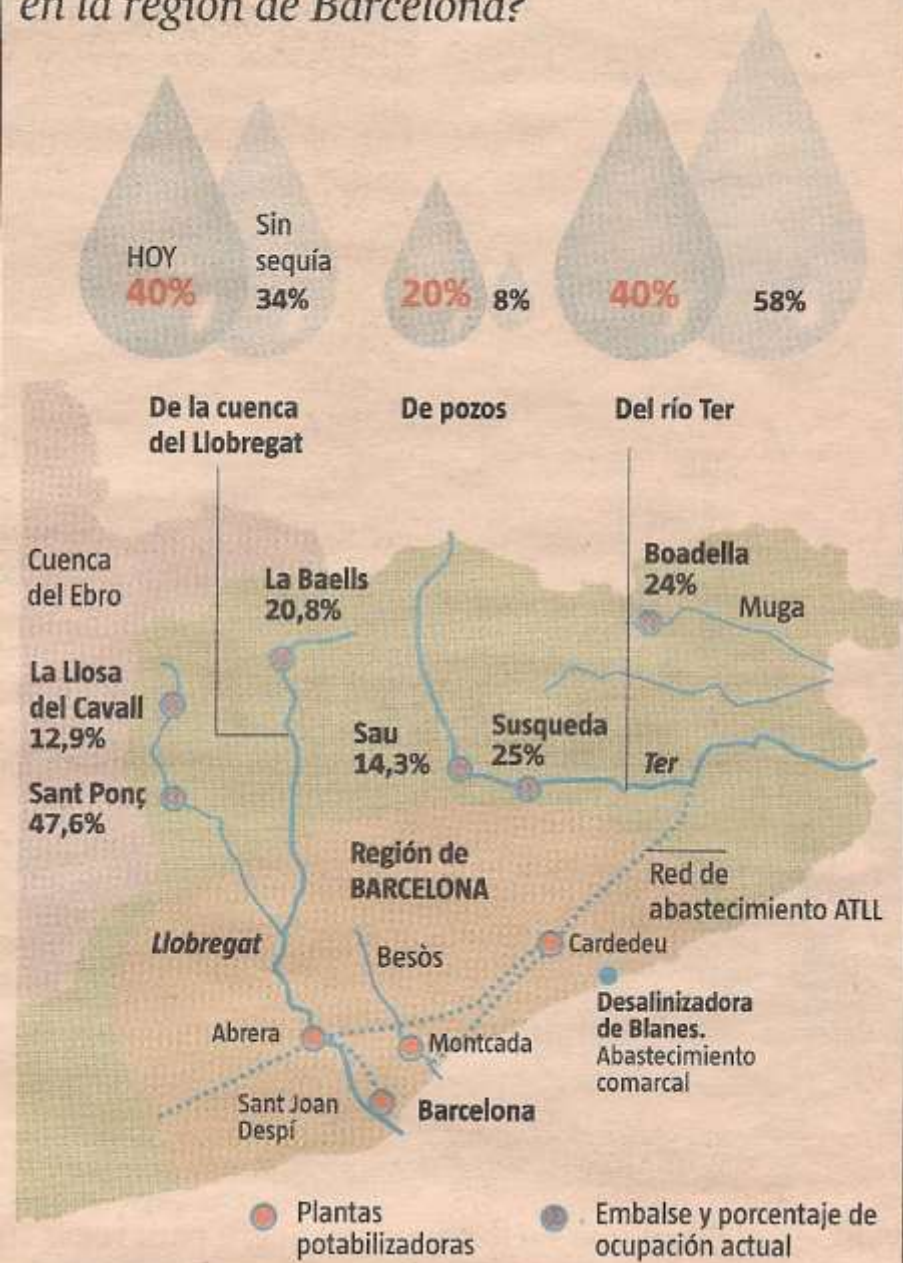 en la región de Barcelona?
HOY
40%
Sin
sequía
34%
20%
8%
40%
58%
De la cuenca
del Llobregat
De pozos
Del río Ter
Cuenca
del Ebro
La Baells
20,8%
Boadella
24%
Muga
La Llosa
del Cavall
12,9%
Sau
14,3%
Susqueda
25%
Ter
Sant Ponç
47,6%
Región de
BARCELONA
Red de
abastecimiento ATLL
Llobregat
Besòs
Cardedeu
Desalinizadora
de Blanes.
Abastecimiento
comarcal
Abrera
Montcada
Sant Joan
Despí
Barcelona
Plantas
potabilizadoras
Embalse y porcentaje de
ocupación actual